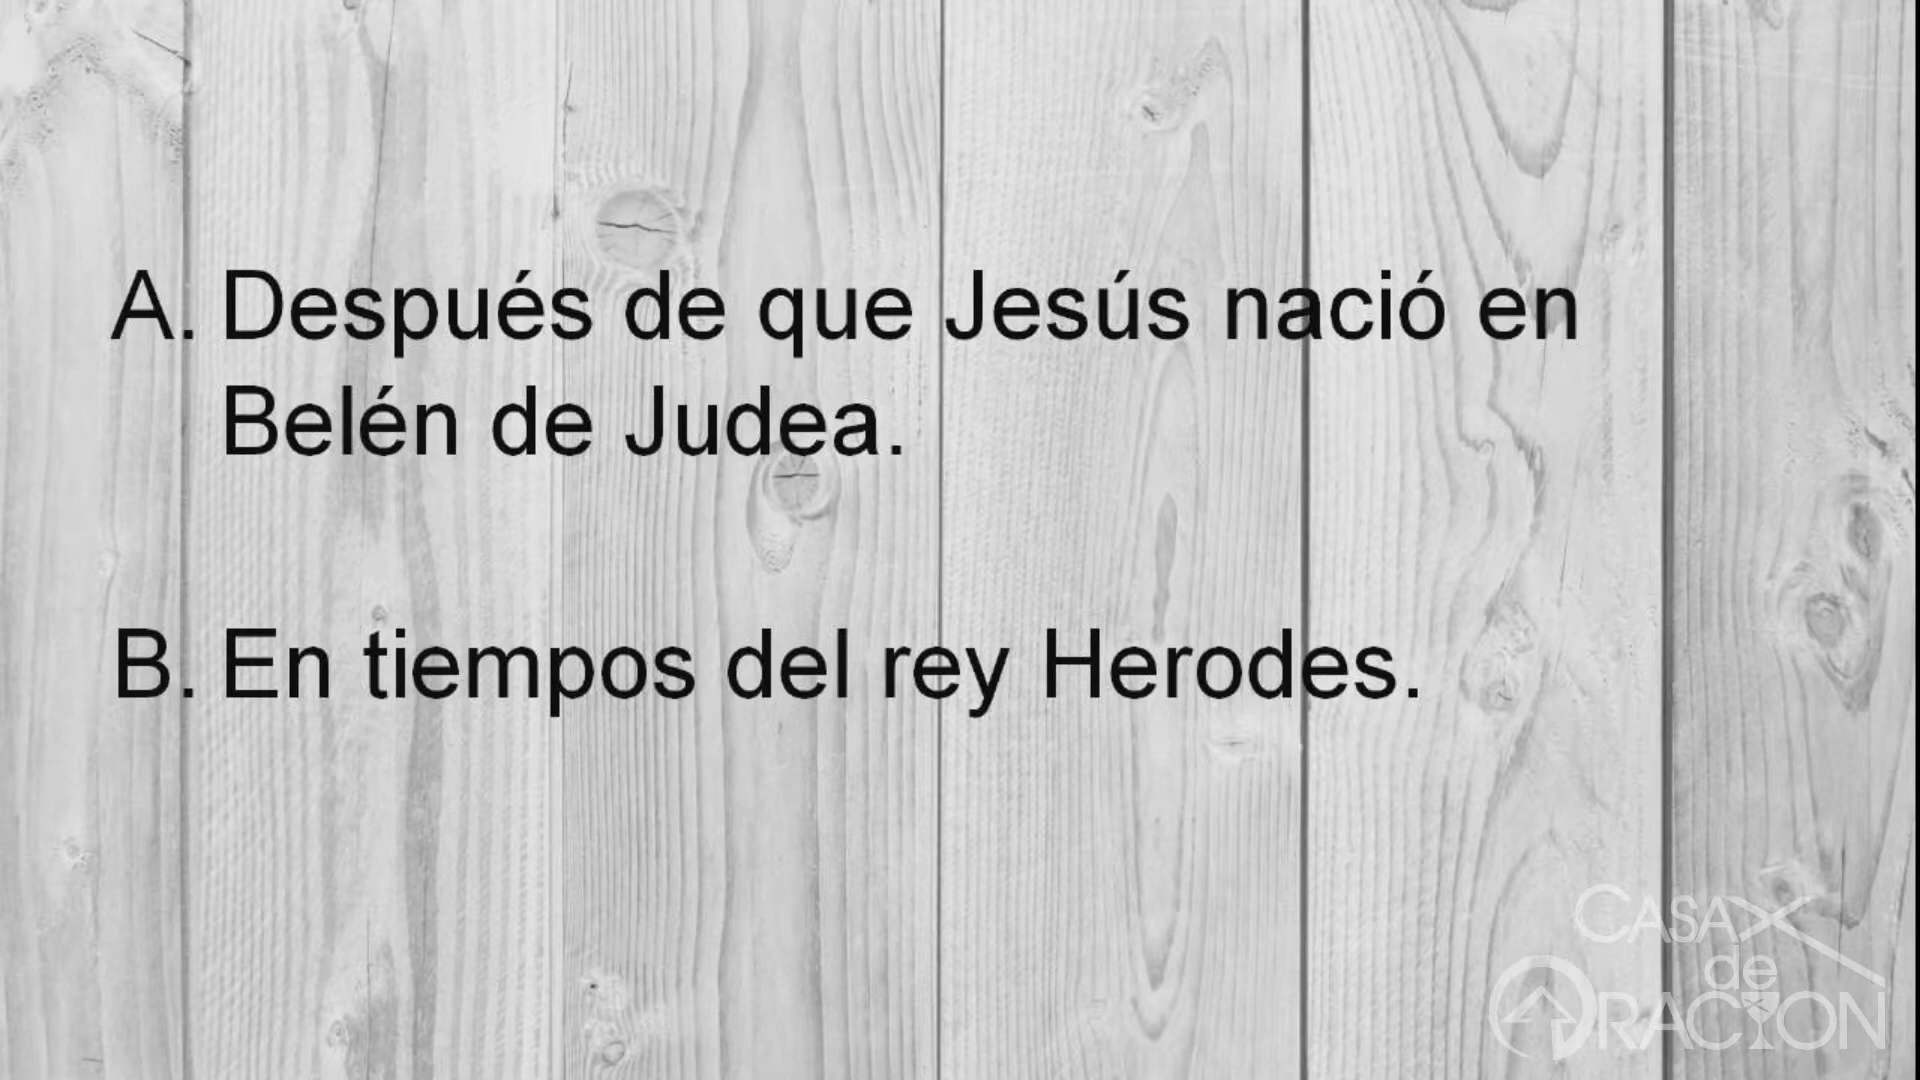 A. Después de que Jesús nació en
Belén de Judea.
B. En tiempos del rey Herodes.
CASA
de
ORACION